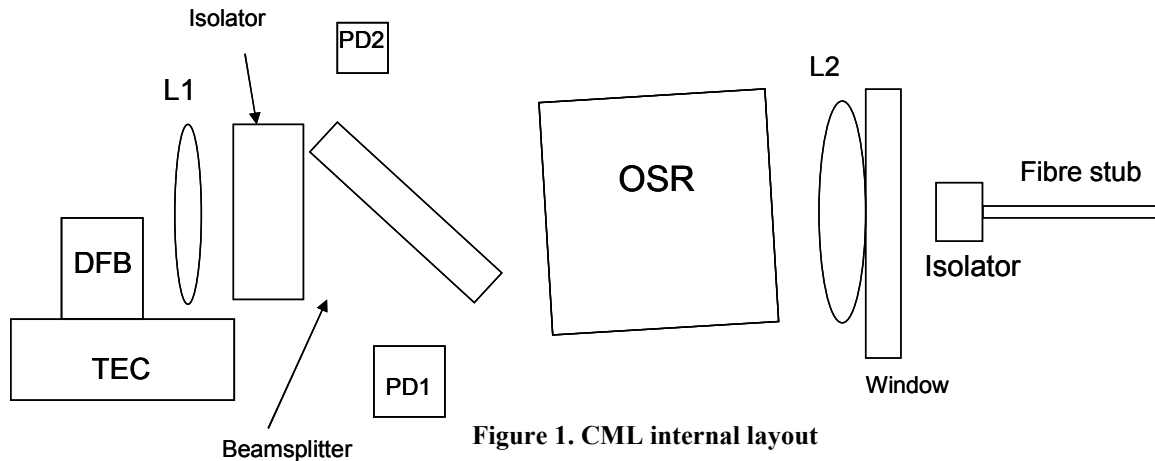 Isolator
PD2
L1
L2
OSR
Fibre stub
DFB
Isolator
TEC
PD1
Window
Beamsplitter
Figure 1. CML internal layout